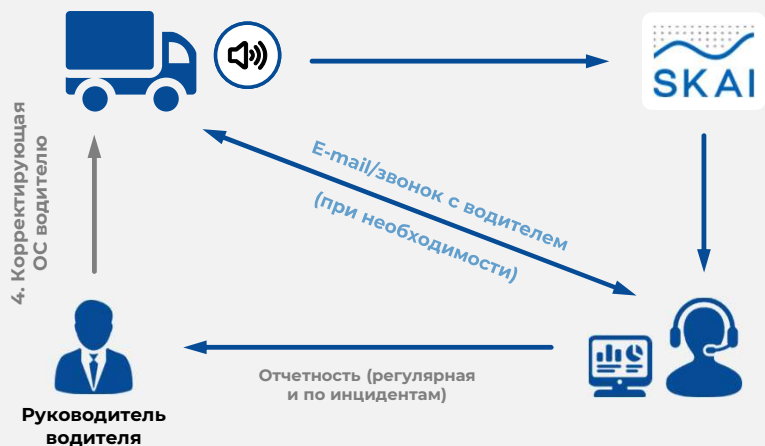 SKAI
4. Корректирующая
ОС водителю
E-mail/звонок с водителем
(при необходимости)
Отчетность (регулярная
и по инцидентам)
Руководитель
водителя